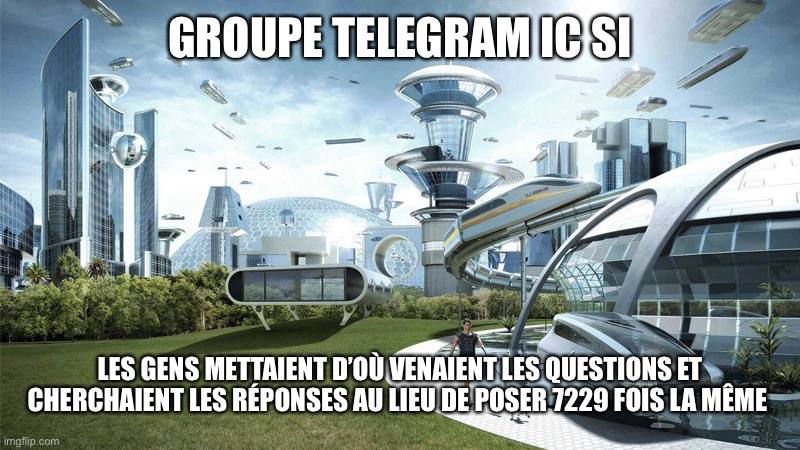 GROUPE TELEGRAM IC SI
LES GENS METTAIENT D'OÙ VENAIENT LES QUESTIONS ET
CHERCHAIENT LES RÉPONSES AU LIEU DE POSER 7229 FOIS LA MÊME
imgflip.com